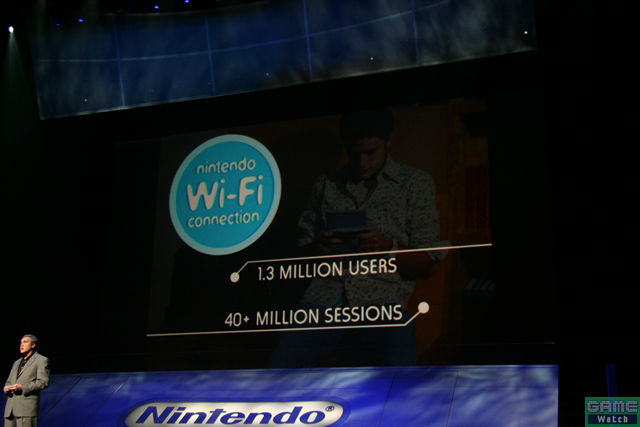 nintendo
Wi-Fi
connection
1.3 MILLION USERS
40+ MILLION SESSIONS
Nintendo®
GAME
Watch